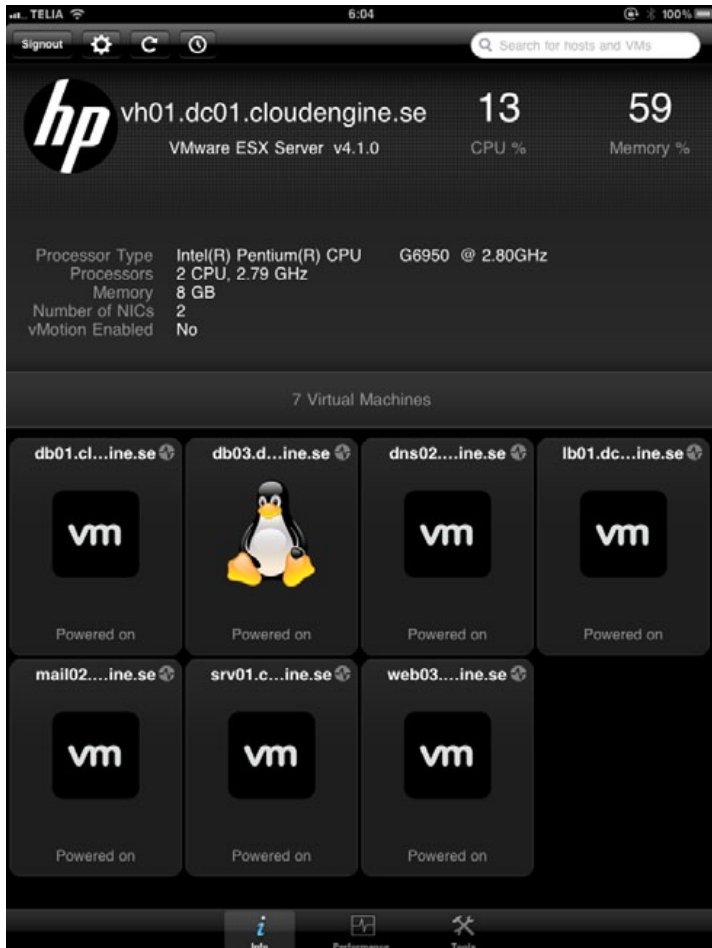 TELIA 6:04 100%
Signout Search for hosts and VMs
hp vh01.dc01.cloudengine.se 13 59
VMware ESX Server v4.1.0 CPU % Memory %
Processor Type Intel(R) Pentium(R) CPU G6950 @ 2.80GHz
Processors 2 CPU, 2.79 GHz
Memory 8 GB
Number of NICs 2
vMotion Enabled No
7 Virtual Machines
db01.cl...ine.se db03.d...ine.se dns02....ine.se lb01.dc...ine.se
vm vm vm
Powered on Powered on Powered on Powered on
mail02....ine.se srv01.c...ine.se web03....ine.se
vm vm vm
Powered on Powered on Powered on
Info Performance Tools